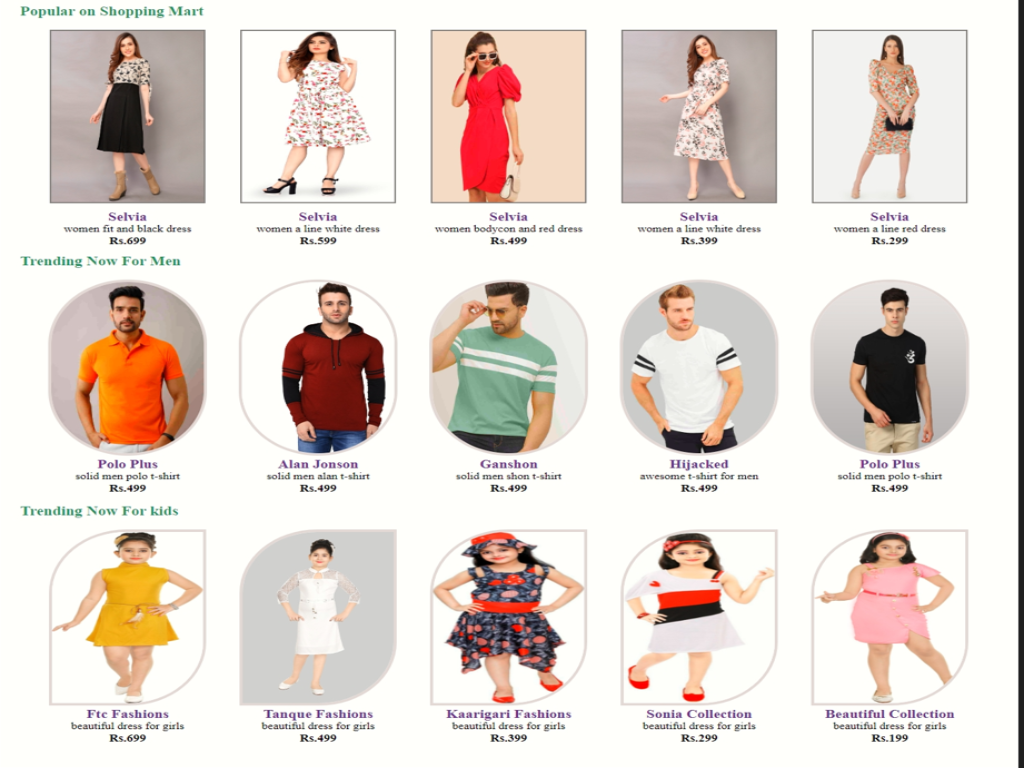 Popular on Shopping Mart
Selvia
women fit and black dress
Rs.699
Selvia
women a line white dress
Rs.599
Selvia
women bodycon and red dress
Rs.499
Selvia
women a line white dress
Rs.399
Selvia
women a line red dress
Rs.299
Trending Now For Men
Polo Plus
solid men polo t-shirt
Rs.499
Alan Jonson
solid men alan t-shirt
Rs.499
Ganshon
solid men shon t-shirt
Rs.499
Hijacked
awesome t-shirt for men
Rs.499
Polo Plus
solid men polo t-shirt
Rs.499
Trending Now For kids
Ftc Fashions
beautiful dress for girls
Rs.699
Tanque Fashions
beautiful dress for girls
Rs.499
Kaarigari Fashions
beautiful dress for girls
Rs.399
Sonia Collection
beautiful dress for girls
Rs.299
Beautiful Collection
beautiful dress for girls
Rs.199